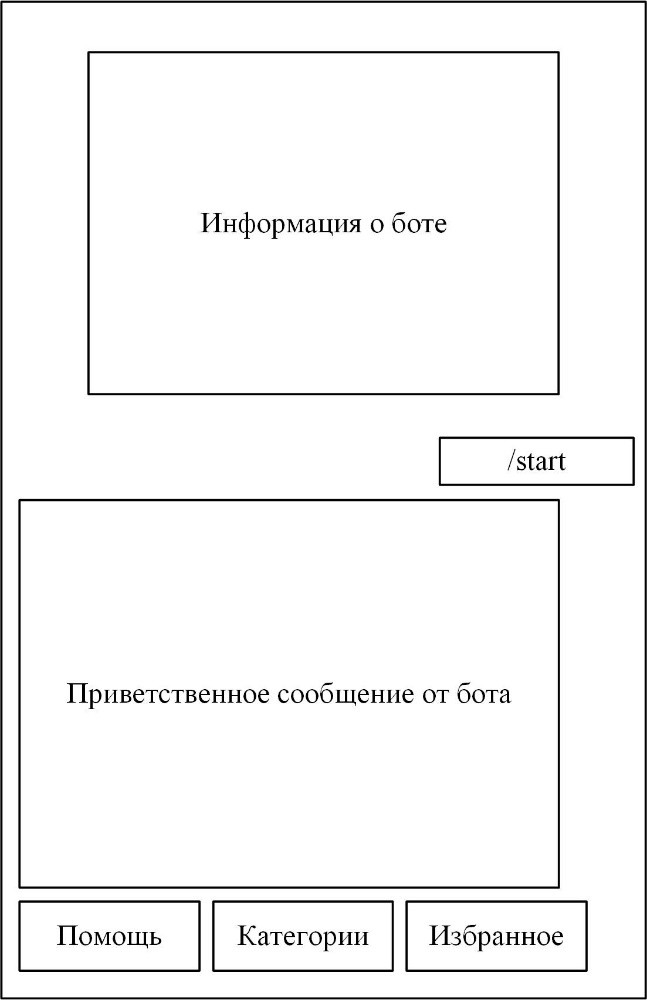 Информация о боте
/start
Приветственное сообщение от бота
Помощь
Категории
Избранное